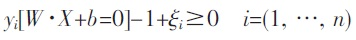 yᵢ[W·X+b=0]-1+ξᵢ≥0 i=(1, …, n)